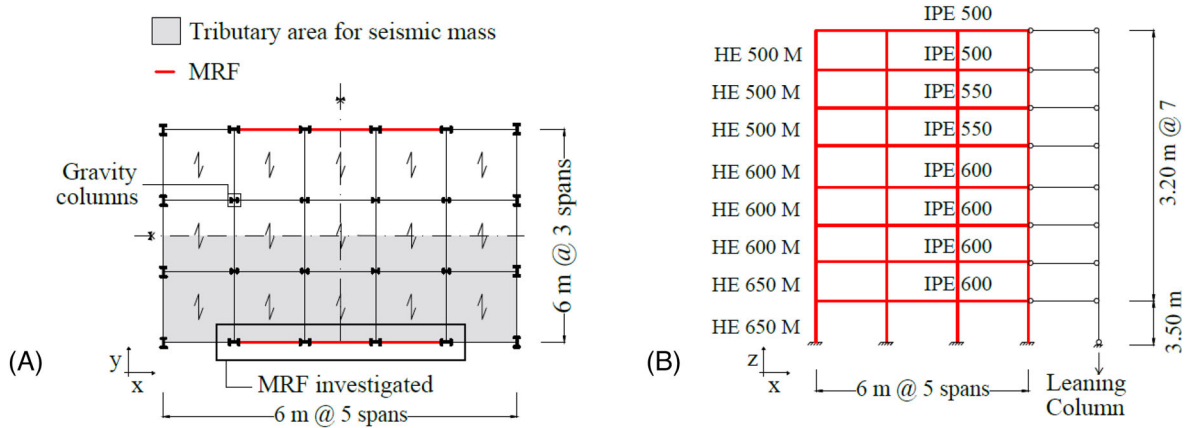 Tributary area for seismic mass
MRF
Gravity
columns
6 m @ 3 spans
(A)
y
x
MRF investigated
6 m @ 5 spans
IPE 500
HE 500 M
IPE 500
HE 500 M
IPE 550
HE 500 M
IPE 550
HE 600 M
IPE 600
HE 600 M
IPE 600
HE 600 M
IPE 600
HE 650 M
IPE 600
HE 650 M
3.20 m @ 7
3.50 m
(B)
z
x
6 m @ 5 spans
Leaning
Column